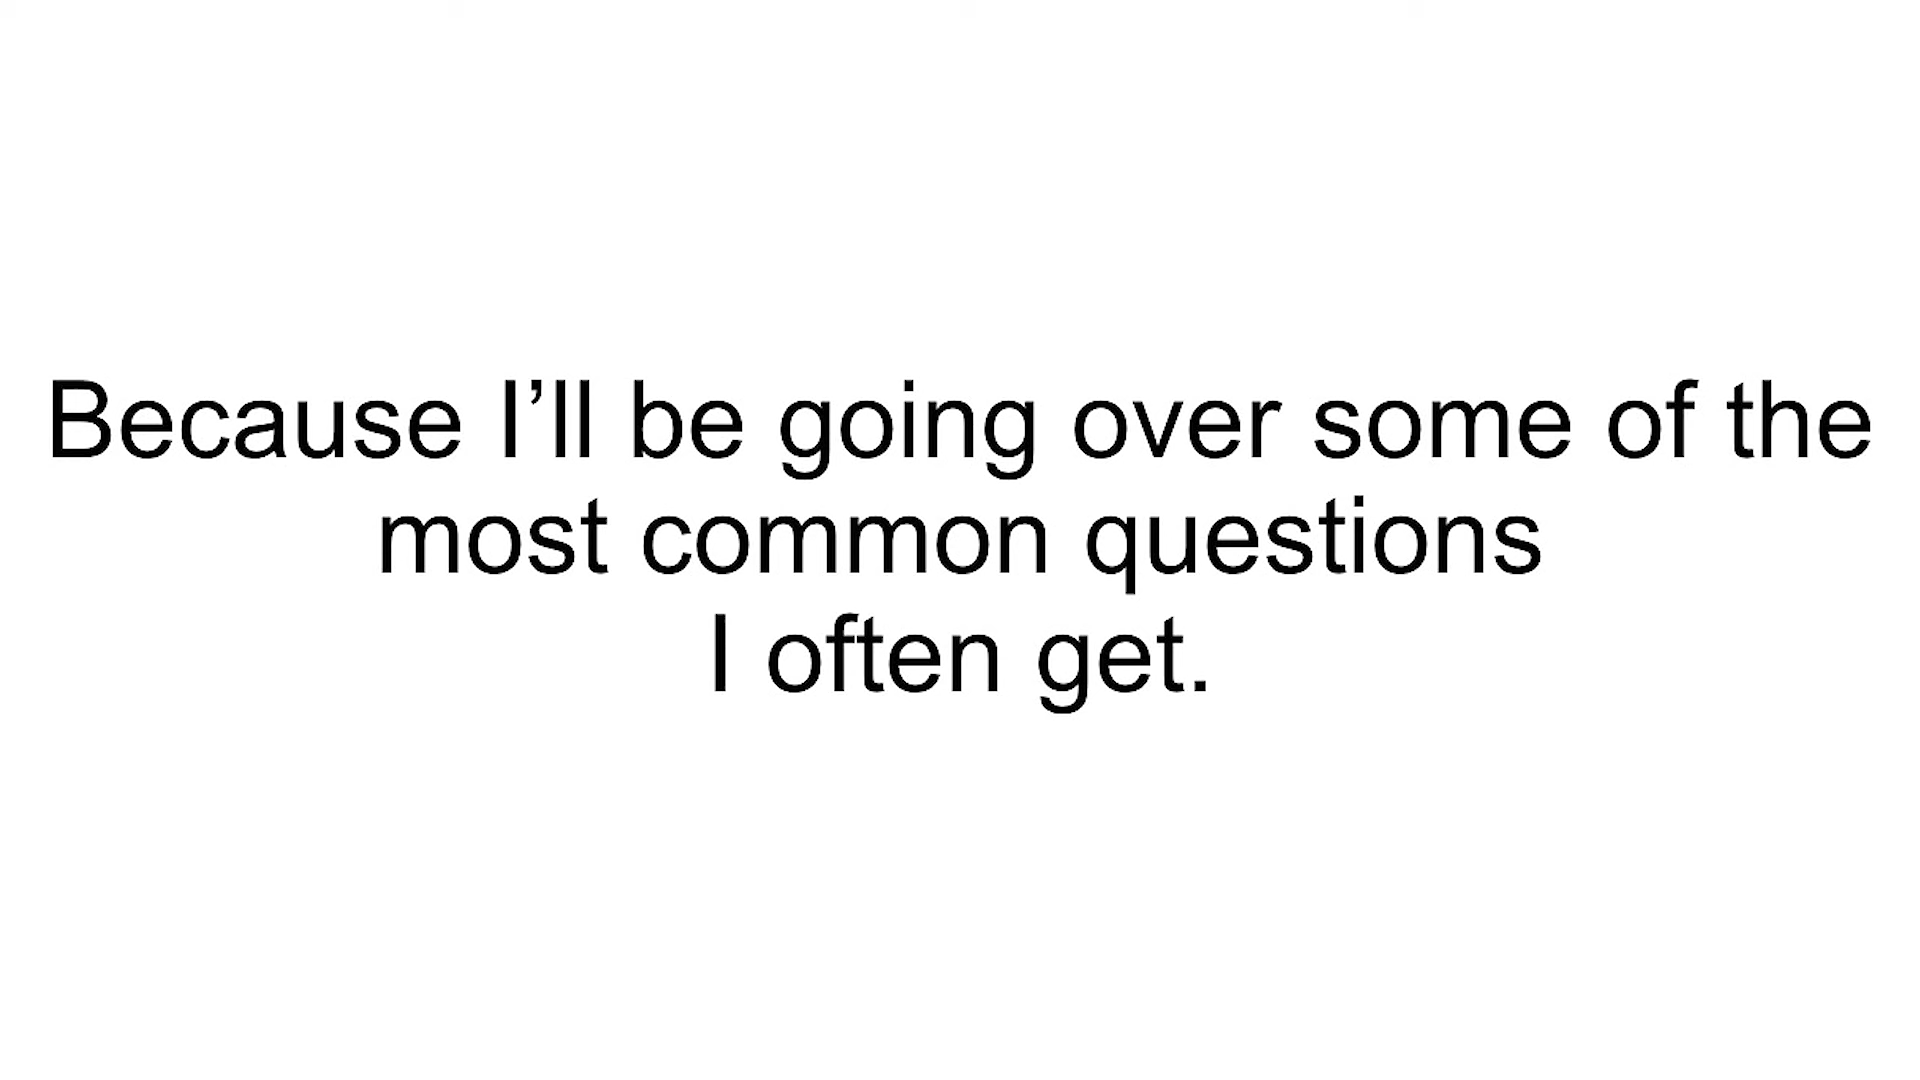 Because I’ll be going over some of the
most common questions
I often get.